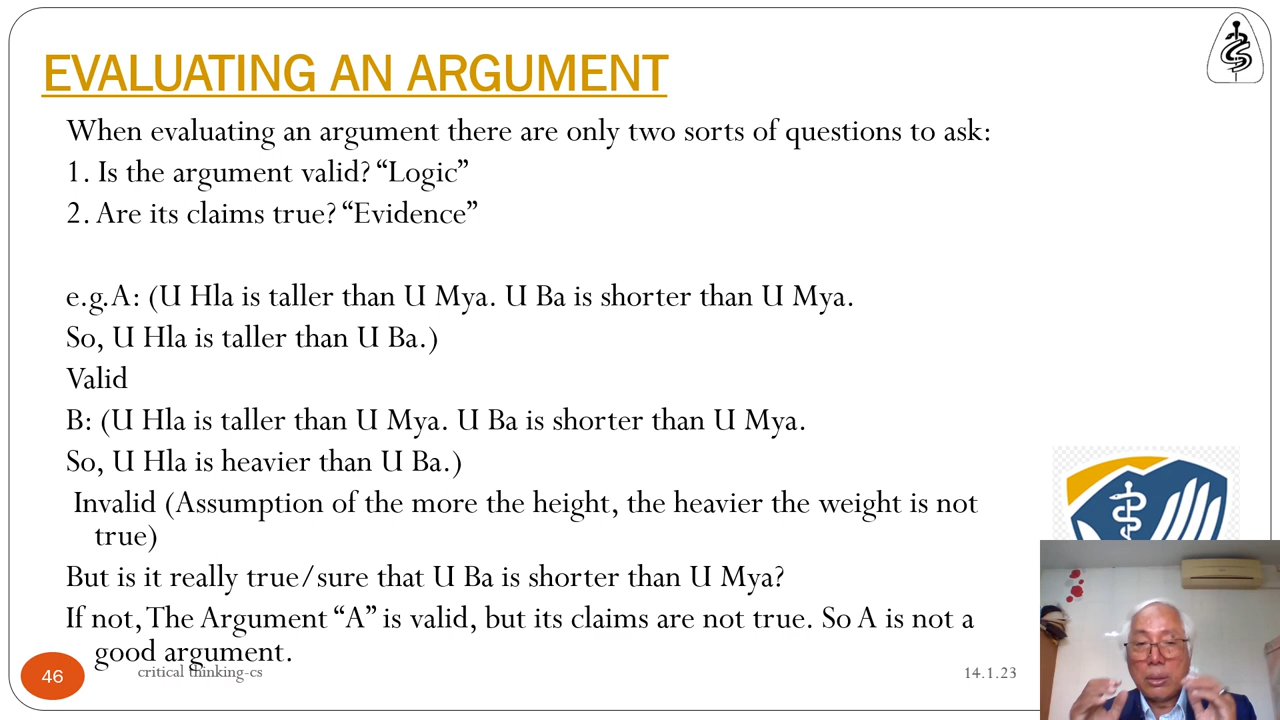 EVALUATING AN ARGUMENT
When evaluating an argument there are only two sorts of questions to ask:
1. Is the argument valid? “Logic”
2. Are its claims true? “Evidence”
e.g. A: (U Hla is taller than U Mya. U Ba is shorter than U Mya.
So, U Hla is taller than U Ba.)
Valid
B: (U Hla is taller than U Mya. U Ba is shorter than U Mya.
So, U Hla is heavier than U Ba.)
Invalid (Assumption of the more the height, the heavier the weight is not
true)
But is it really true/sure that U Ba is shorter than U Mya?
If not, The Argument “A” is valid, but its claims are not true. So A is not a
good argument.
46
critical thinking-cs
14.1.23